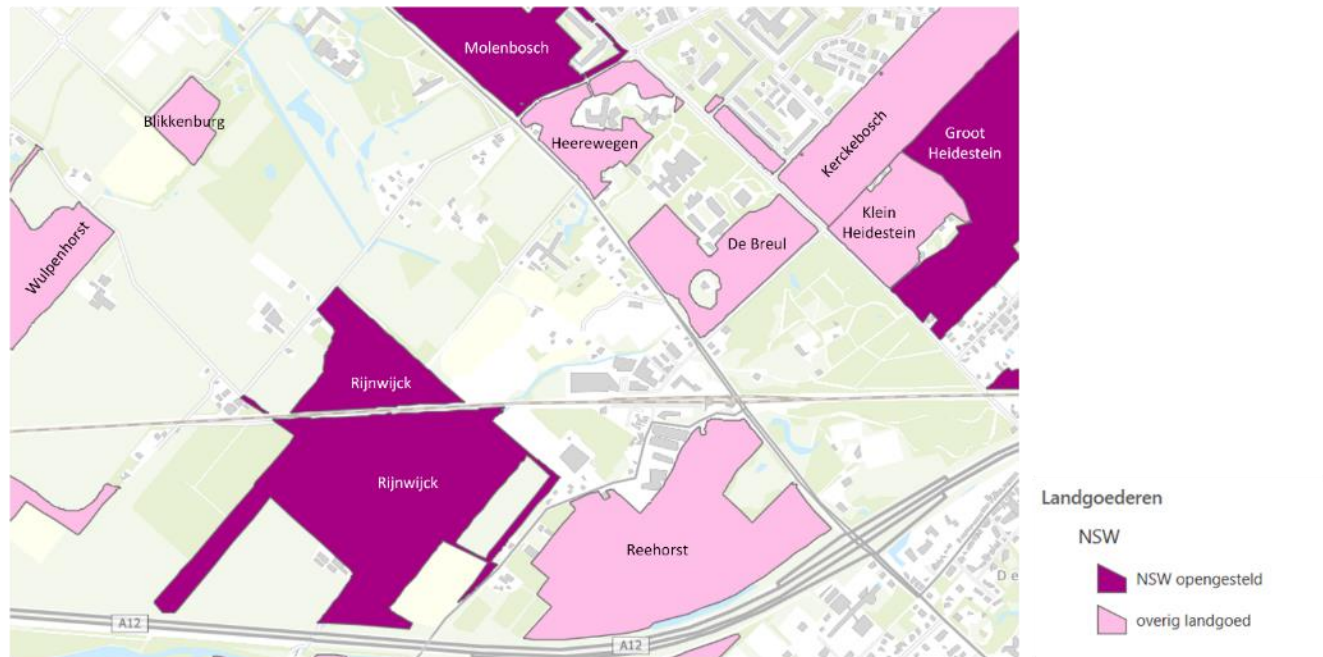 Molenbosch
Blikkenburg
Heerewegen
Kerckebosch
Groot
Heidestein
Klein
Heidestein
De Breul
Wulpenhorst
Rijnwijck
Rijnwijck
Reehorst
A12
A12
De
Landgoederen
NSW
NSW opengesteld
overig landgoed